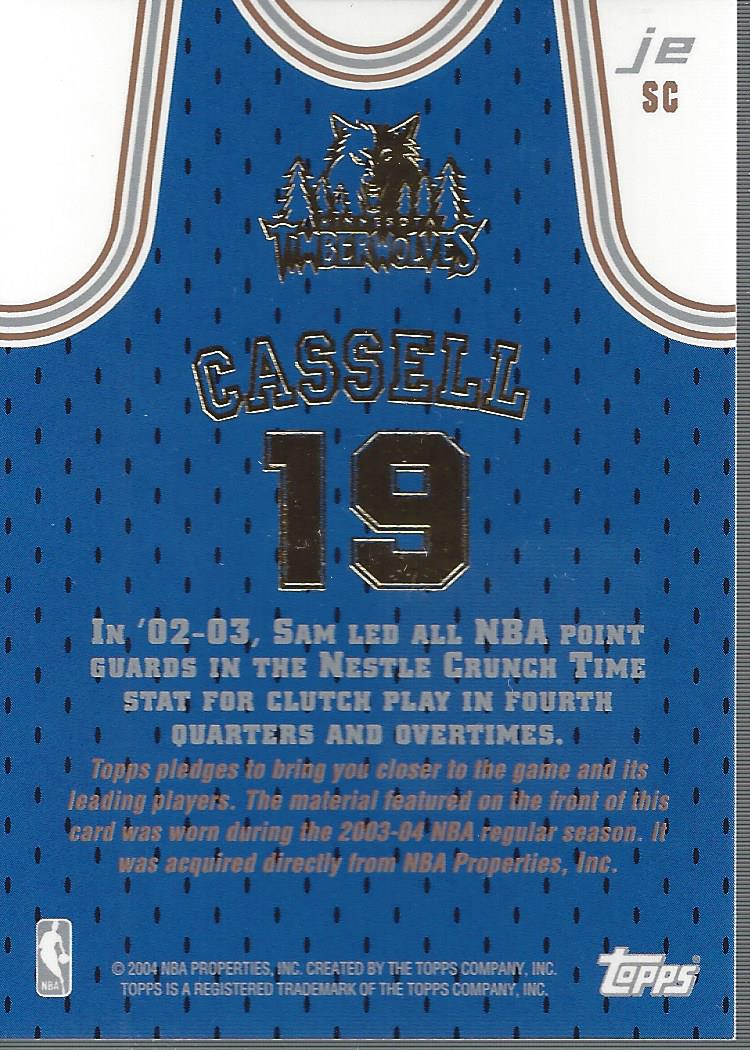 je
SC
MINNESOTA
TIMBERWOLVES
CASSELL
19
IN '02-03, SAM LED ALL NBA POINT
GUARDS IN THE NESTLE CRUNCH TIME
STAT FOR CLUTCH PLAY IN FOURTH
QUARTERS AND OVERTIMES.
Topps pledges to bring you closer to the game and its
leading players. The material featured on the front of this
card was worn during the 2003-04 NBA regular season. It
was acquired directly from NBA Properties, Inc.
NBA
© 2004 NBA PROPERTIES, INC. CREATED BY THE TOPPS COMPANY, INC.
TOPPS IS A REGISTERED TRADEMARK OF THE TOPPS COMPANY, INC.
topps®